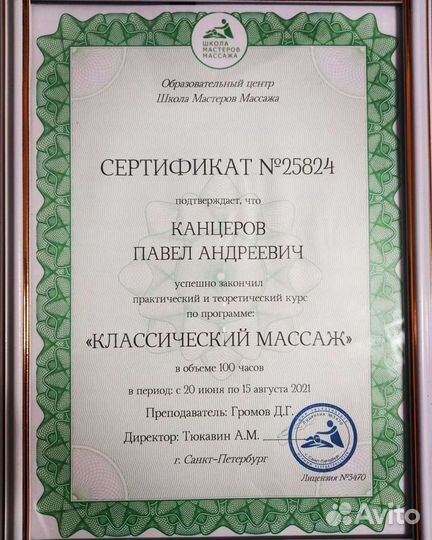 ШКОЛА
МАСТЕРОВ
МАССАЖА
Образовательный центр
Школа Мастеров Массажа
СЕРТИФИКАТ №25824
подтверждает, что
КАНЦЕРОВ
ПАВЕЛ АНДРЕЕВИЧ
успешно закончил
практический и теоретический курс
по программе:
«КЛАССИЧЕСКИЙ МАССАЖ»
в объеме 100 часов
в период: с 20 июня по 15 августа 2021
Преподаватель: Громов Д.Г.
Директор: Тюкавин А.М.
г. Санкт-Петербург
Лицензия №3470
Avito